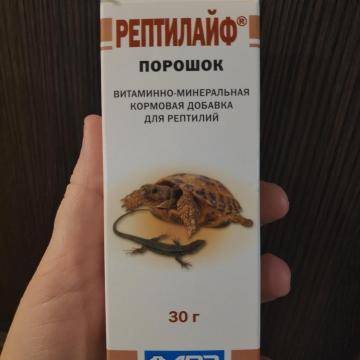 РЕПТИЛАЙФ®
ПОРОШОК
ВИТАМИННО-МИНЕРАЛЬНАЯ
КОРМОВАЯ ДОБАВКА
ДЛЯ РЕПТИЛИЙ
30 г